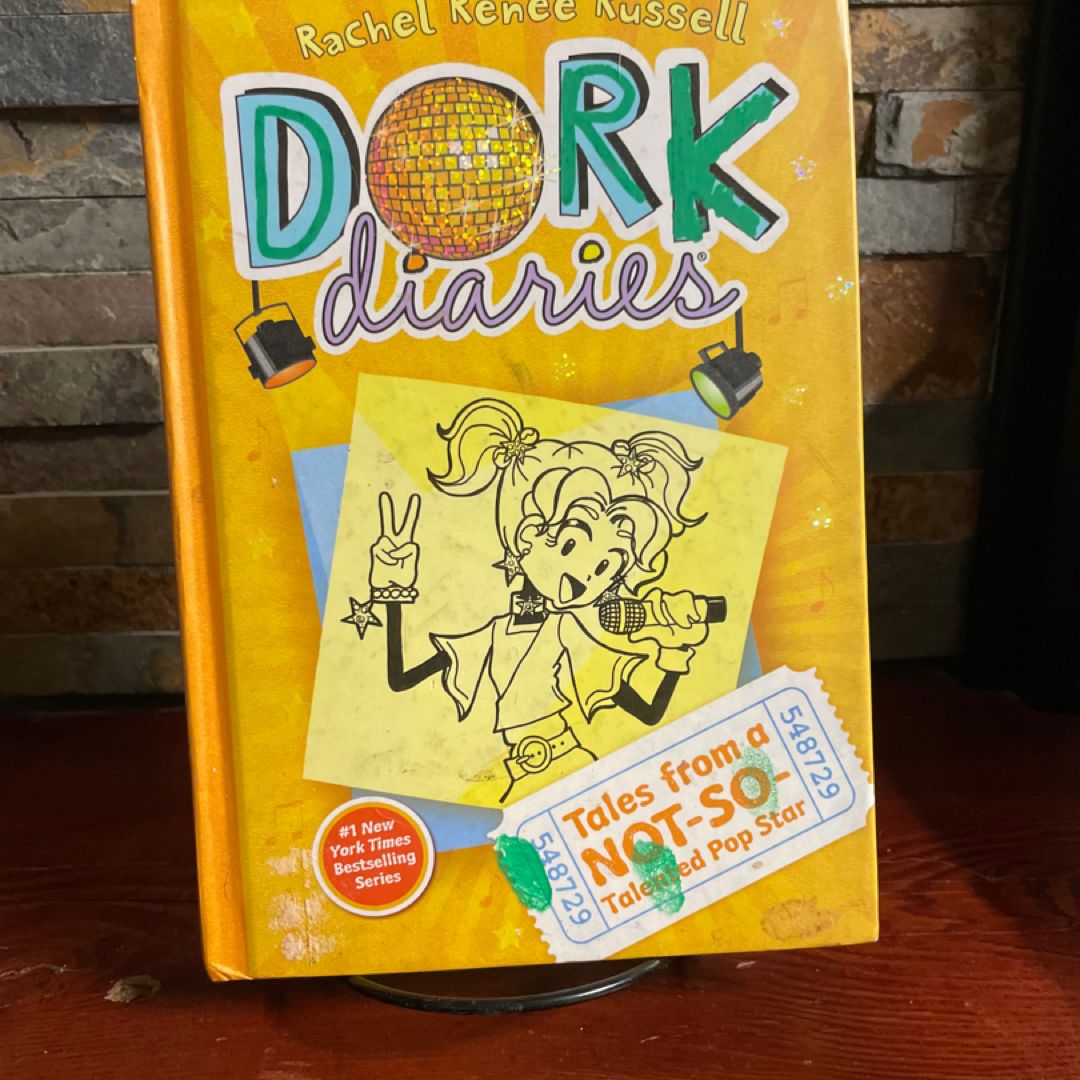 Rachel Renée Russell
DORK
diaries®
Tales from a
NOT-SO-
Talented Pop Star
548729
548729
#1 New
York Times
Bestselling
Series